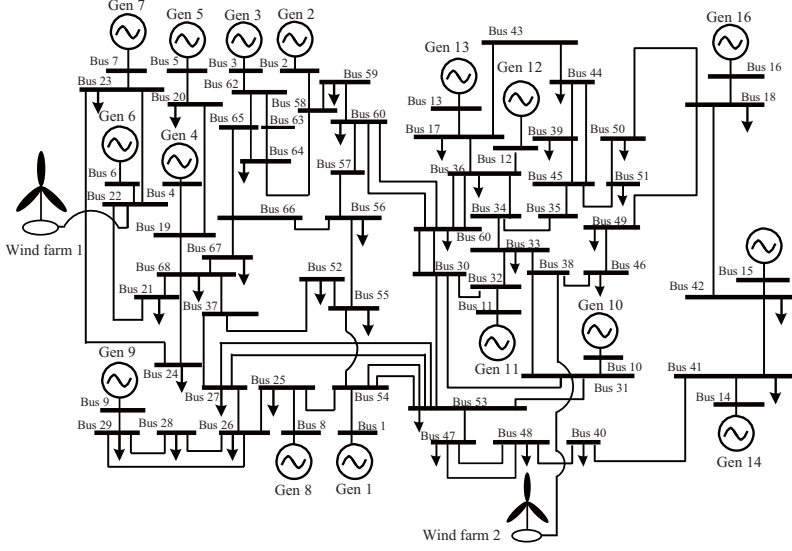 Gen 7
Gen 5
Gen 3
Gen 2
Bus 7
Bus 5
Bus 3
Bus 2
Bus 23
Bus 20
Bus 62
Bus 58
Bus 59
Bus 65
Bus 63
Bus 60
Gen 6
Gen 4
Bus 64
Bus 57
Bus 6
Bus 4
Bus 22
Bus 19
Bus 66
Bus 56
Wind farm 1
Bus 67
Bus 68
Bus 52
Bus 21
Bus 37
Bus 55
Gen 9
Bus 24
Bus 27
Bus 25
Bus 54
Bus 9
Bus 29
Bus 28
Bus 26
Bus 8
Bus 1
Gen 8
Gen 1
Bus 43
Gen 16
Gen 13
Gen 12
Bus 44
Bus 16
Bus 13
Bus 18
Bus 17
Bus 12
Bus 39
Bus 50
Bus 36
Bus 45
Bus 51
Bus 34
Bus 35
Bus 49
Bus 60
Bus 33
Bus 30
Bus 32
Bus 38
Bus 46
Bus 15
Bus 11
Gen 10
Bus 42
Gen 11
Bus 10
Bus 31
Bus 41
Bus 53
Bus 14
Bus 47
Bus 48
Bus 40
Gen 14
Wind farm 2